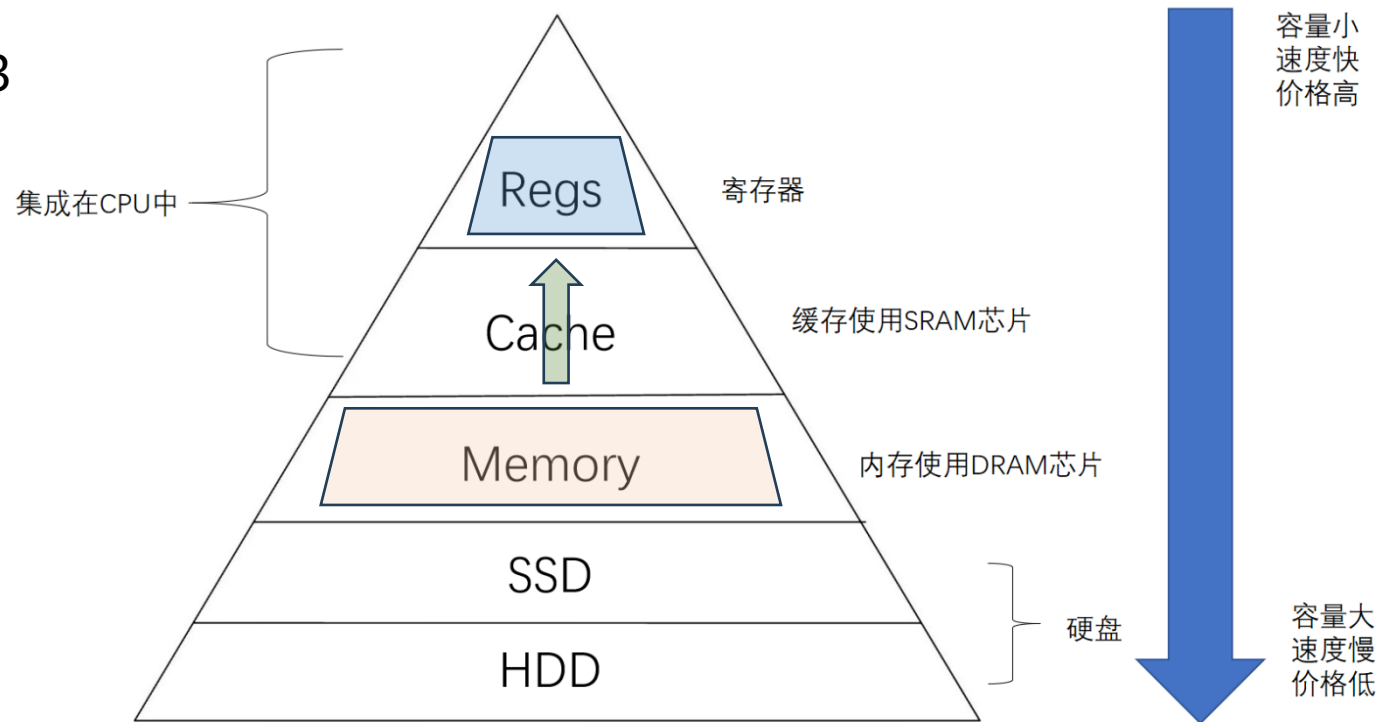 容量小
速度快
价格高
集成在CPU中
Regs
寄存器
Cache
缓存使用SRAM芯片
Memory
内存使用DRAM芯片
SSD
硬盘
HDD
容量大
速度慢
价格低